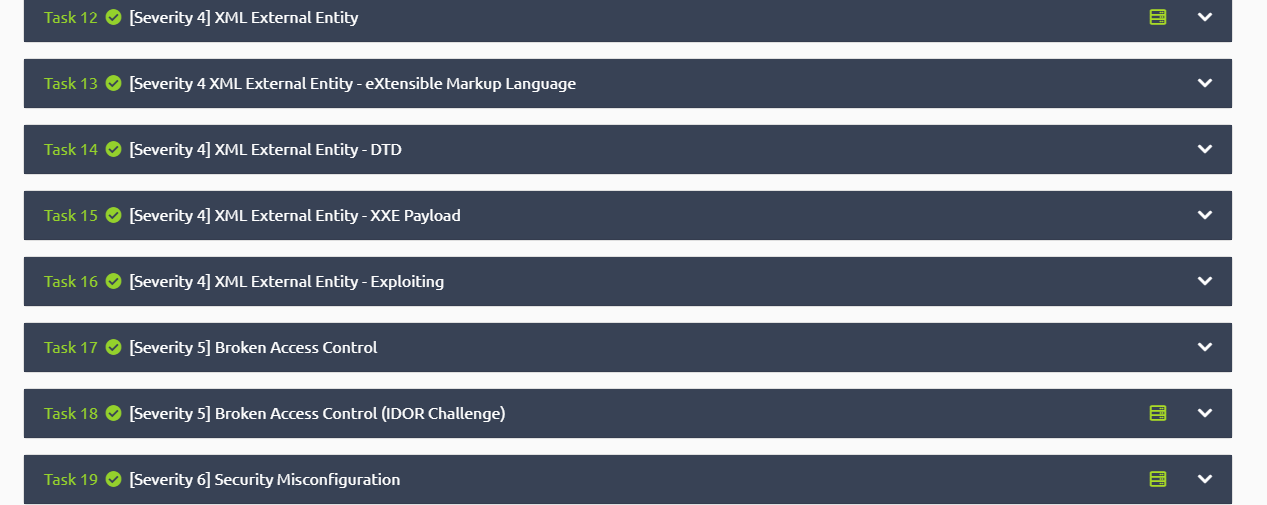 Task 12 [Severity 4] XML External Entity
Task 13 [Severity 4 XML External Entity - eXtensible Markup Language
Task 14 [Severity 4] XML External Entity - DTD
Task 15 [Severity 4] XML External Entity - XXE Payload
Task 16 [Severity 4] XML External Entity - Exploiting
Task 17 [Severity 5] Broken Access Control
Task 18 [Severity 5] Broken Access Control (IDOR Challenge)
Task 19 [Severity 6] Security Misconfiguration